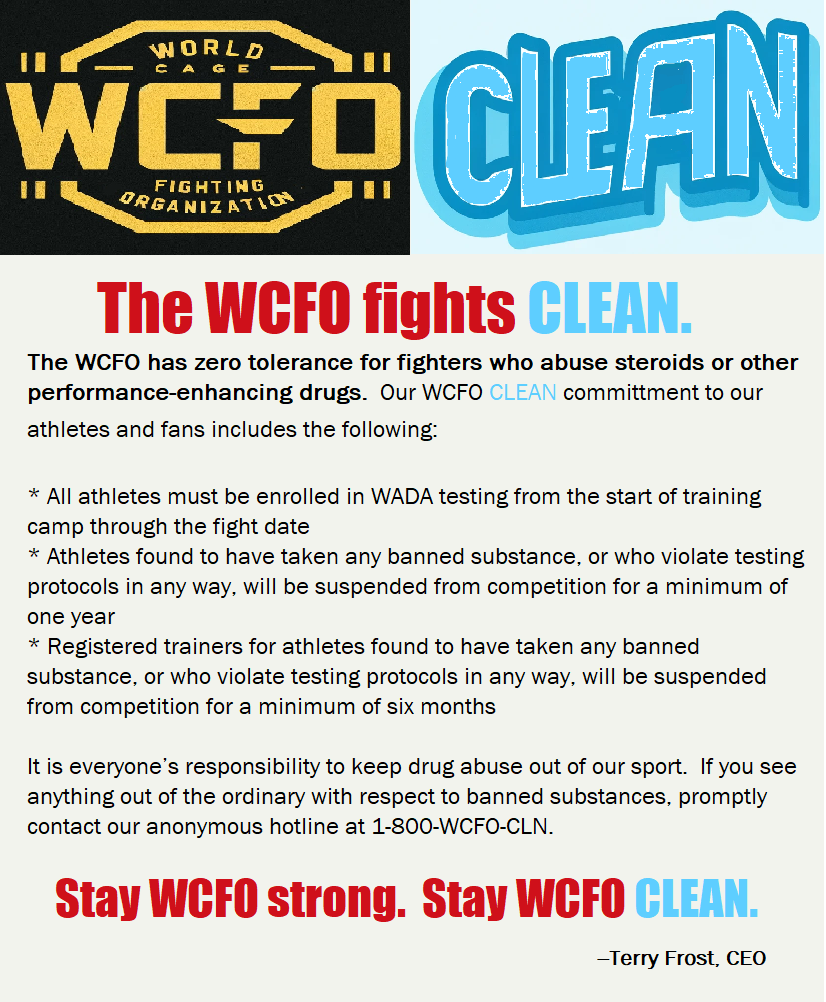 WORLD
CAGE
WCFO
FIGHTING
ORGANIZATION
CLEAN
The WCFO fights CLEAN.
The WCFO has zero tolerance for fighters who abuse steroids or other
performance-enhancing drugs.  Our WCFO CLEAN committment to our
athletes and fans includes the following:
* All athletes must be enrolled in WADA testing from the start of training
camp through the fight date
* Athletes found to have taken any banned substance, or who violate testing
protocols in any way, will be suspended from competition for a minimum of
one year
* Registered trainers for athletes found to have taken any banned
substance, or who violate testing protocols in any way, will be suspended
from competition for a minimum of six months
It is everyone’s responsibility to keep drug abuse out of our sport.  If you see
anything out of the ordinary with respect to banned substances, promptly
contact our anonymous hotline at 1-800-WCFO-CLN.
Stay WCFO strong.  Stay WCFO CLEAN.
–Terry Frost, CEO